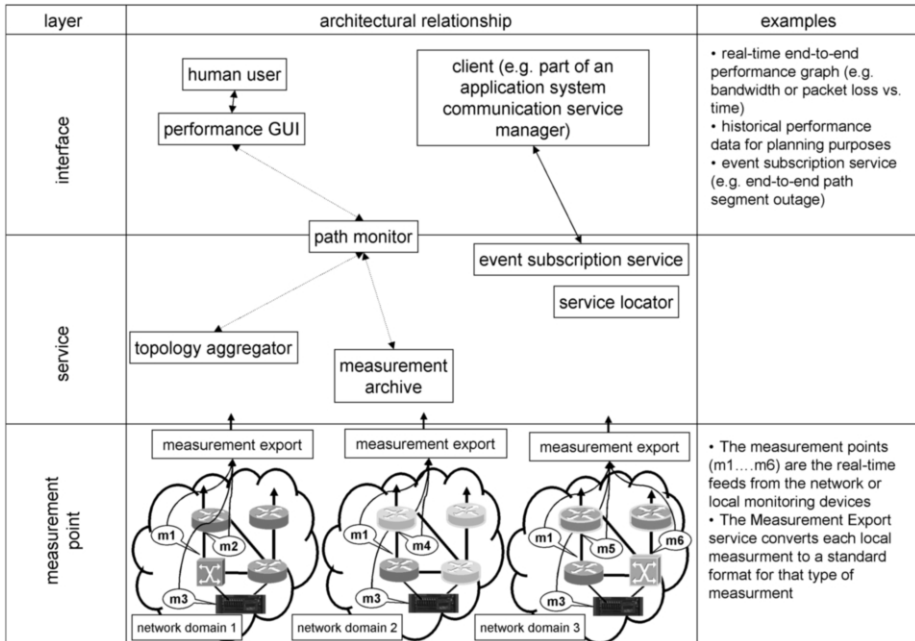 layer
architectural relationship
examples
interface
human user
performance GUI
client (e.g. part of an
application system
communication service
manager)
• real-time end-to-end
performance graph (e.g.
bandwidth or packet loss vs.
time)
• historical performance
data for planning purposes
• event subscription service
(e.g. end-to-end path
segment outage)
path monitor
service
event subscription service
service locator
topology aggregator
measurement
archive
measurement
point
measurement export
m1
m2
m3
network domain 1
measurement export
m1
m4
m3
network domain 2
measurement export
m1
m5
m6
m3
network domain 3
• The measurement points
(m1....m6) are the real-time
feeds from the network or
local monitoring devices
• The Measurement Export
service converts each local
measurment to a standard
format for that type of
measurment